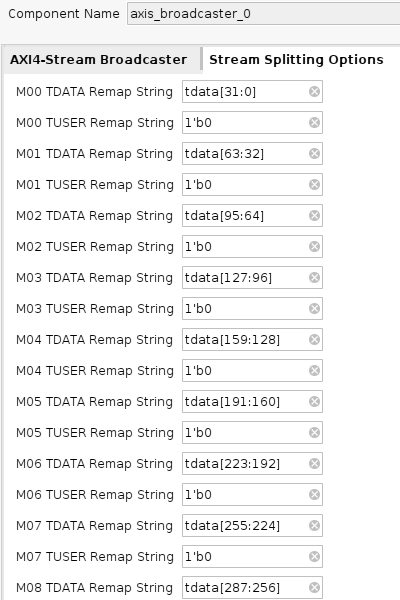 Component Name axis_broadcaster_0
AXI4-Stream Broadcaster Stream Splitting Options
M00 TDATA Remap String tdata[31:0]
M00 TUSER Remap String 1'b0
M01 TDATA Remap String tdata[63:32]
M01 TUSER Remap String 1'b0
M02 TDATA Remap String tdata[95:64]
M02 TUSER Remap String 1'b0
M03 TDATA Remap String tdata[127:96]
M03 TUSER Remap String 1'b0
M04 TDATA Remap String tdata[159:128]
M04 TUSER Remap String 1'b0
M05 TDATA Remap String tdata[191:160]
M05 TUSER Remap String 1'b0
M06 TDATA Remap String tdata[223:192]
M06 TUSER Remap String 1'b0
M07 TDATA Remap String tdata[255:224]
M07 TUSER Remap String 1'b0
M08 TDATA Remap String tdata[287:256]